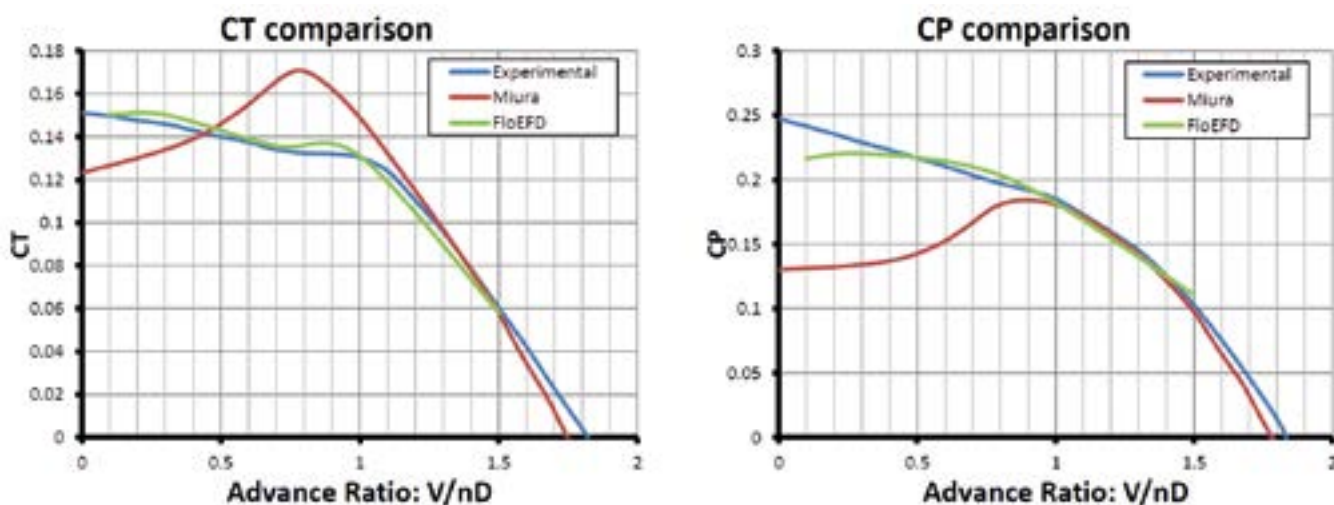 CT comparison
0.18
0.16
0.14
0.12
0.1
0.08
0.06
0.04
0.02
0
CT
Experimental
Miura
FloEFD
0
0.5
1
1.5
2
Advance Ratio: V/nD
CP comparison
0.3
0.25
0.2
0.15
0.1
0.05
0
CP
Experimental
Miura
FloEFD
0
0.5
1
1.5
2
Advance Ratio: V/nD